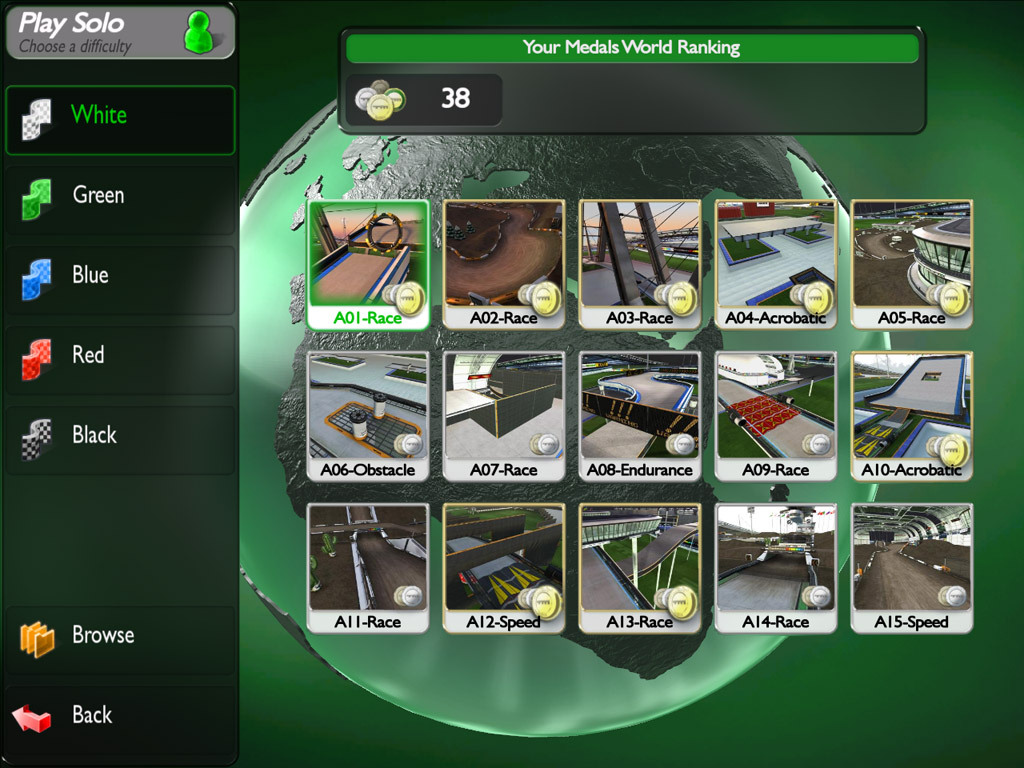 Play Solo
Choose a difficulty
White
Green
Blue
Red
Black
Browse
Back
Your Medals World Ranking
38
A01-Race
A02-Race
A03-Race
A04-Acrobatic
A05-Race
A06-Obstacle
A07-Race
A08-Endurance
A09-Race
A10-Acrobatic
A11-Race
A12-Speed
A13-Race
A14-Race
A15-Speed